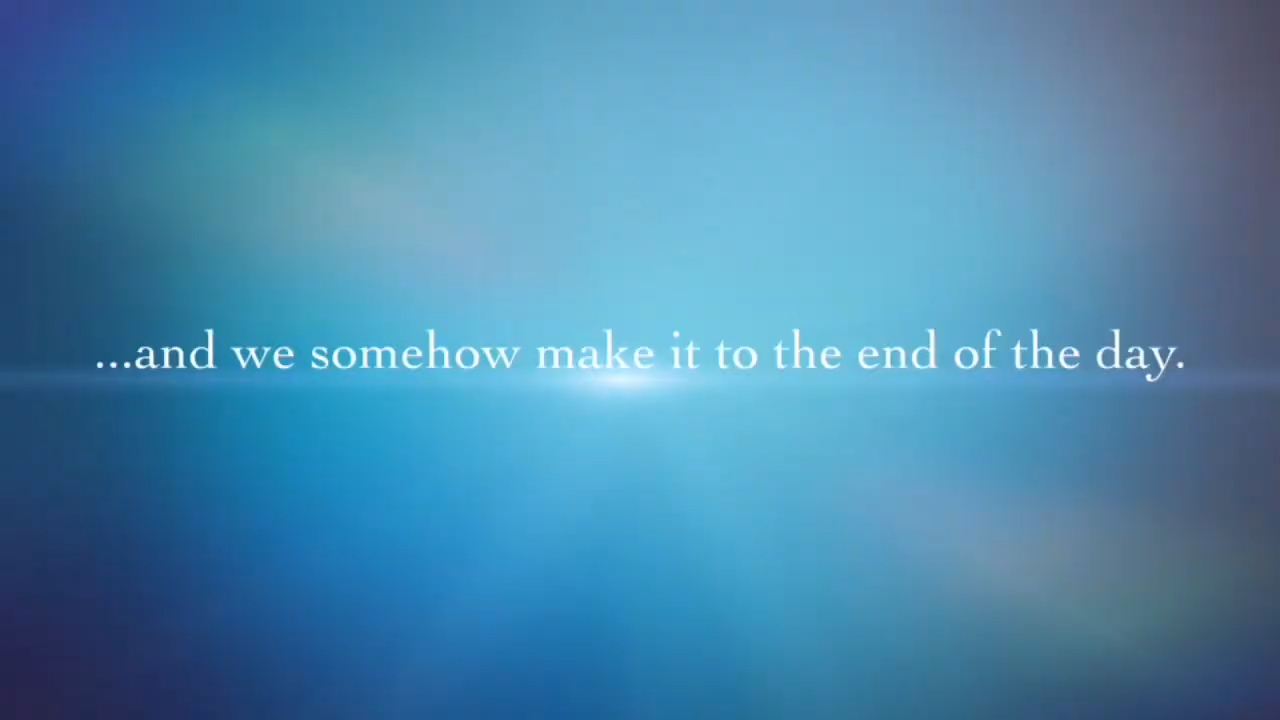 ...and we somehow make it to the end of the day.